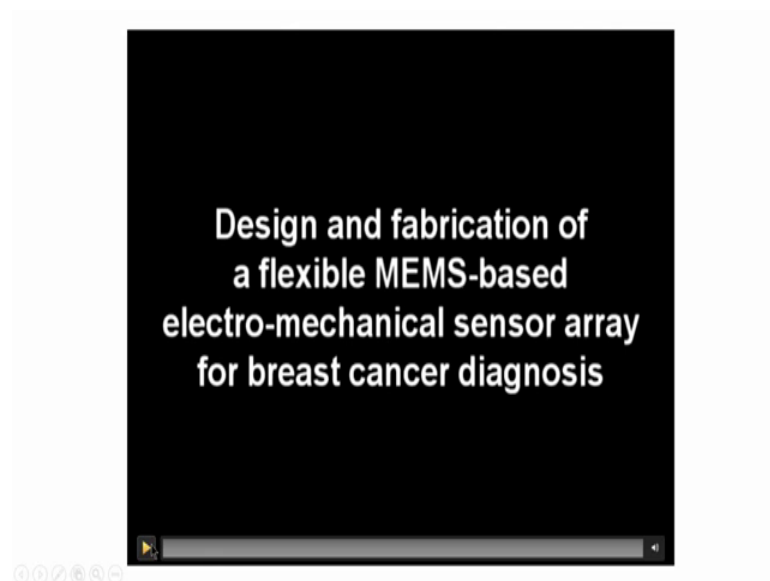 Design and fabrication of
a flexible MEMS-based
electro-mechanical sensor array
for breast cancer diagnosis